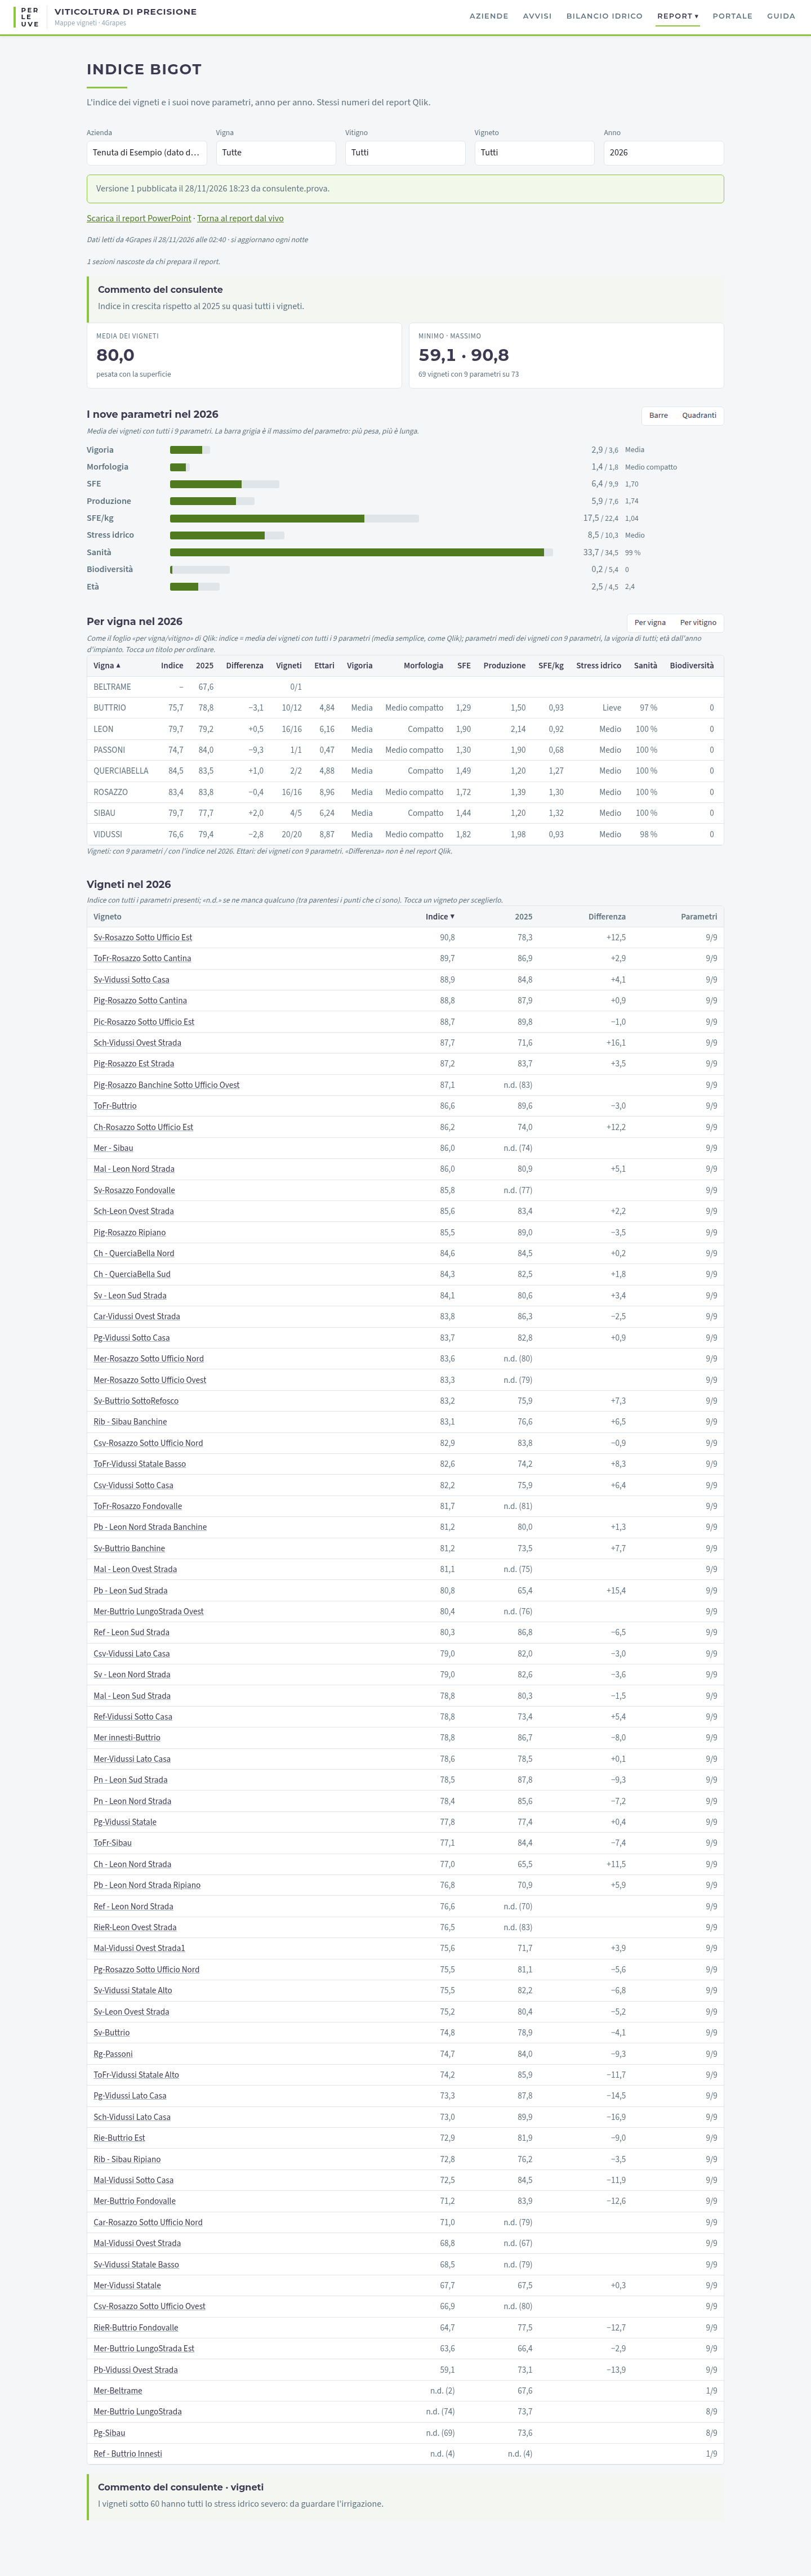 PER
LE
UVE
VITICOLTURA DI PRECISIONE
Mappe vigneti · 4Grapes
AZIENDE AVVISI BILANCIO IDRICO REPORT ▾ PORTALE GUIDA
INDICE BIGOT
L'indice dei vigneti e i suoi nove parametri, anno per anno. Stessi numeri del report Qlik.
Azienda Vigna Vitigno Vigneto Anno
Tenuta di Esempio (dato d… Tutte Tutti Tutti 2026
Versione 1 pubblicata il 28/11/2026 18:23 da consulente.prova.
Scarica il report PowerPoint · Torna al report dal vivo
Dati letti da 4Grapes il 28/11/2026 alle 02:40 · si aggiornano ogni notte
1 sezioni nascoste da chi prepara il report.
Commento del consulente
Indice in crescita rispetto al 2025 su quasi tutti i vigneti.
MEDIA DEI VIGNETI
80,0
pesata con la superficie
MINIMO · MASSIMO
59,1 · 90,8
69 vigneti con 9 parametri su 73
I nove parametri nel 2026
Barre Quadranti
Media dei vigneti con tutti i 9 parametri. La barra grigia è il massimo del parametro: più pesa, più è lunga.
Vigoria 2,9 / 3,6 Media
Morfologia 1,4 / 1,8 Medio compatto
SFE 6,4 / 9,9 1,70
Produzione 5,9 / 7,6 1,74
SFE/kg 17,5 / 22,4 1,04
Stress idrico 8,5 / 10,3 Medio
Sanità 33,7 / 34,5 99 %
Biodiversità 0,2 / 5,4 0
Età 2,5 / 4,5 2,4
Per vigna nel 2026
Per vigna Per vitigno
Come il foglio «per vigna/vitigno» di Qlik: indice = media dei vigneti con tutti i 9 parametri (media semplice, come Qlik); parametri medi dei vigneti con 9 parametri, la vigoria di tutti; età dall'anno
d'impianto. Tocca un titolo per ordinare.
Vigna ▲ Indice 2025 Differenza Vigneti Ettari Vigoria Morfologia SFE Produzione SFE/kg Stress idrico Sanità Biodiversità
BELTRAME – 67,6 0/1
BUTTRIO 75,7 78,8 −3,1 10/12 4,84 Media Medio compatto 1,29 1,50 0,93 Lieve 97 % 0
LEON 79,7 79,2 +0,5 16/16 6,16 Media Compatto 1,90 2,14 0,92 Medio 100 % 0
PASSONI 74,7 84,0 −9,3 1/1 0,47 Media Medio compatto 1,30 1,90 0,68 Medio 100 % 0
QUERCIABELLA 84,5 83,5 +1,0 2/2 4,88 Media Compatto 1,49 1,20 1,27 Medio 100 % 0
ROSAZZO 83,4 83,8 −0,4 16/16 8,96 Media Medio compatto 1,72 1,39 1,30 Medio 100 % 0
SIBAU 79,7 77,7 +2,0 4/5 6,24 Media Compatto 1,44 1,20 1,32 Medio 100 % 0
VIDUSSI 76,6 79,4 −2,8 20/20 8,87 Media Medio compatto 1,82 1,98 0,93 Medio 98 % 0
Vigneti: con 9 parametri / con l'indice nel 2026. Ettari: dei vigneti con 9 parametri. «Differenza» non è nel report Qlik.
Vigneti nel 2026
Indice con tutti i parametri presenti; «n.d.» se ne manca qualcuno (tra parentesi i punti che ci sono). Tocca un vigneto per sceglierlo.
Vigneto Indice ▼ 2025 Differenza Parametri
Sv-Rosazzo Sotto Ufficio Est 90,8 78,3 +12,5 9/9
ToFr-Rosazzo Sotto Cantina 89,7 86,9 +2,9 9/9
Sv-Vidussi Sotto Casa 88,9 84,8 +4,1 9/9
Pig-Rosazzo Sotto Cantina 88,8 87,9 +0,9 9/9
Pic-Rosazzo Sotto Ufficio Est 88,7 89,8 −1,0 9/9
Sch-Vidussi Ovest Strada 87,7 71,6 +16,1 9/9
Pig-Rosazzo Est Strada 87,2 83,7 +3,5 9/9
Pig-Rosazzo Banchine Sotto Ufficio Ovest 87,1 n.d. (83) 9/9
ToFr-Buttrio 86,6 89,6 −3,0 9/9
Ch-Rosazzo Sotto Ufficio Est 86,2 74,0 +12,2 9/9
Mer - Sibau 86,0 n.d. (74) 9/9
Mal - Leon Nord Strada 86,0 80,9 +5,1 9/9
Sv-Rosazzo Fondovalle 85,8 n.d. (77) 9/9
Sch-Leon Ovest Strada 85,6 83,4 +2,2 9/9
Pig-Rosazzo Ripiano 85,5 89,0 −3,5 9/9
Ch - QuerciaBella Nord 84,6 84,5 +0,2 9/9
Ch - QuerciaBella Sud 84,3 82,5 +1,8 9/9
Sv - Leon Sud Strada 84,1 80,6 +3,4 9/9
Car-Vidussi Ovest Strada 83,8 86,3 −2,5 9/9
Pg-Vidussi Sotto Casa 83,7 82,8 +0,9 9/9
Mer-Rosazzo Sotto Ufficio Nord 83,6 n.d. (80) 9/9
Mer-Rosazzo Sotto Ufficio Ovest 83,3 n.d. (79) 9/9
Sv-Buttrio SottoRefosco 83,2 75,9 +7,3 9/9
Rib - Sibau Banchine 83,1 76,6 +6,5 9/9
Csv-Rosazzo Sotto Ufficio Nord 82,9 83,8 −0,9 9/9
ToFr-Vidussi Statale Basso 82,6 74,2 +8,3 9/9
Csv-Vidussi Sotto Casa 82,2 75,9 +6,4 9/9
ToFr-Rosazzo Fondovalle 81,7 n.d. (81) 9/9
Pb - Leon Nord Strada Banchine 81,2 80,0 +1,3 9/9
Sv-Buttrio Banchine 81,2 73,5 +7,7 9/9
Mal - Leon Ovest Strada 81,1 n.d. (75) 9/9
Pb - Leon Sud Strada 80,8 65,4 +15,4 9/9
Mer-Buttrio LungoStrada Ovest 80,4 n.d. (76) 9/9
Ref - Leon Sud Strada 80,3 86,8 −6,5 9/9
Csv-Vidussi Lato Casa 79,0 82,0 −3,0 9/9
Sv - Leon Nord Strada 79,0 82,6 −3,6 9/9
Mal - Leon Sud Strada 78,8 80,3 −1,5 9/9
Ref-Vidussi Sotto Casa 78,8 73,4 +5,4 9/9
Mer innesti-Buttrio 78,8 86,7 −8,0 9/9
Mer-Vidussi Lato Casa 78,6 78,5 +0,1 9/9
Pn - Leon Sud Strada 78,5 87,8 −9,3 9/9
Pn - Leon Nord Strada 78,4 85,6 −7,2 9/9
Pg-Vidussi Statale 77,8 77,4 +0,4 9/9
ToFr-Sibau 77,1 84,4 −7,4 9/9
Ch - Leon Nord Strada 77,0 65,5 +11,5 9/9
Pb - Leon Nord Strada Ripiano 76,8 70,9 +5,9 9/9
Ref - Leon Nord Strada 76,6 n.d. (70) 9/9
RieR-Leon Ovest Strada 76,5 n.d. (83) 9/9
Mal-Vidussi Ovest Strada1 75,6 71,7 +3,9 9/9
Pg-Rosazzo Sotto Ufficio Nord 75,5 81,1 −5,6 9/9
Sv-Vidussi Statale Alto 75,5 82,2 −6,8 9/9
Sv-Leon Ovest Strada 75,2 80,4 −5,2 9/9
Sv-Buttrio 74,8 78,9 −4,1 9/9
Rg-Passoni 74,7 84,0 −9,3 9/9
ToFr-Vidussi Statale Alto 74,2 85,9 −11,7 9/9
Pg-Vidussi Lato Casa 73,3 87,8 −14,5 9/9
Sch-Vidussi Lato Casa 73,0 89,9 −16,9 9/9
Rie-Buttrio Est 72,9 81,9 −9,0 9/9
Rib - Sibau Ripiano 72,8 76,2 −3,5 9/9
Mal-Vidussi Sotto Casa 72,5 84,5 −11,9 9/9
Mer-Buttrio Fondovalle 71,2 83,9 −12,6 9/9
Car-Rosazzo Sotto Ufficio Nord 71,0 n.d. (79) 9/9
Mal-Vidussi Ovest Strada 68,8 n.d. (67) 9/9
Sv-Vidussi Statale Basso 68,5 n.d. (79) 9/9
Mer-Vidussi Statale 67,7 67,5 +0,3 9/9
Csv-Rosazzo Sotto Ufficio Ovest 66,9 n.d. (80) 9/9
RieR-Buttrio Fondovalle 64,7 77,5 −12,7 9/9
Mer-Buttrio LungoStrada Est 63,6 66,4 −2,9 9/9
Pb-Vidussi Ovest Strada 59,1 73,1 −13,9 9/9
Mer-Beltrame n.d. (2) 67,6 1/9
Mer-Buttrio LungoStrada n.d. (74) 73,7 8/9
Pg-Sibau n.d. (69) 73,6 8/9
Ref - Buttrio Innesti n.d. (4) n.d. (4) 1/9
Commento del consulente · vigneti
I vigneti sotto 60 hanno tutti lo stress idrico severo: da guardare l'irrigazione.